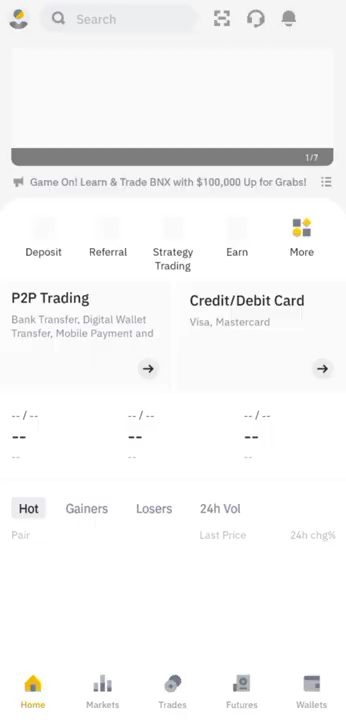 Search
1/7
Game On! Learn & Trade BNX with $100,000 Up for Grabs!
Deposit
Referral
Strategy
Trading
Earn
More
P2P Trading
Bank Transfer, Digital Wallet
Transfer, Mobile Payment and
Credit/Debit Card
Visa, Mastercard
-- / --
-- / --
-- / --
--
--
--
--
--
--
Hot
Gainers
Losers
24h Vol
Pair
Last Price
24h chg%
Home
Markets
Trades
Futures
Wallets